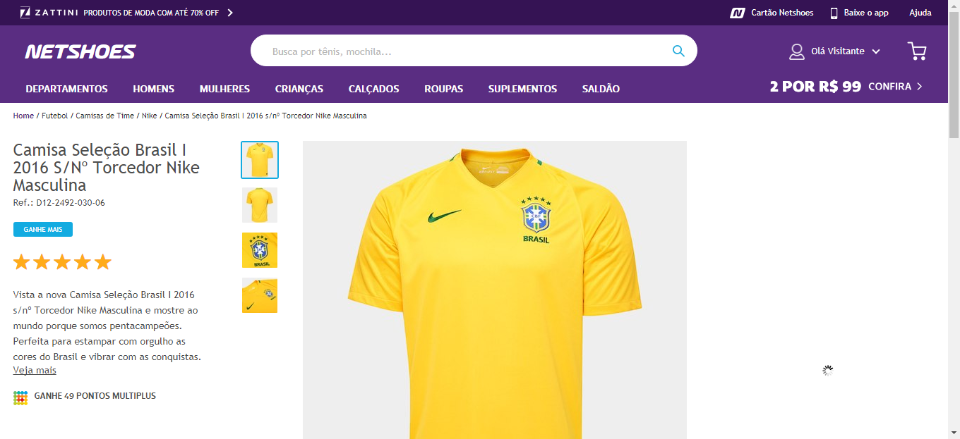 ZATTINI PRODUTOS DE MODA COM ATÉ 70% OFF
Cartão Netshoes
Baixe o app
Ajuda
NETSHOES
Busca por tênis, mochila...
Olá Visitante
DEPARTAMENTOS HOMENS MULHERES CRIANÇAS CALÇADOS ROUPAS SUPLEMENTOS SALDÃO
2 POR R$ 99 CONFIRA
Home / Futebol / Camisas de Time / Nike / Camisa Seleção Brasil I 2016 s/nº Torcedor Nike Masculina
Camisa Seleção Brasil I
2016 S/Nº Torcedor Nike
Masculina
Ref.: D12-2492-030-06
GANHE MAIS
Vista a nova Camisa Seleção Brasil I 2016
s/nº Torcedor Nike Masculina e mostre ao
mundo porque somos pentacampeões.
Perfeita para estampar com orgulho as
cores do Brasil e vibrar com as conquistas.
Veja mais
GANHE 49 PONTOS MULTIPLUS
BRASIL